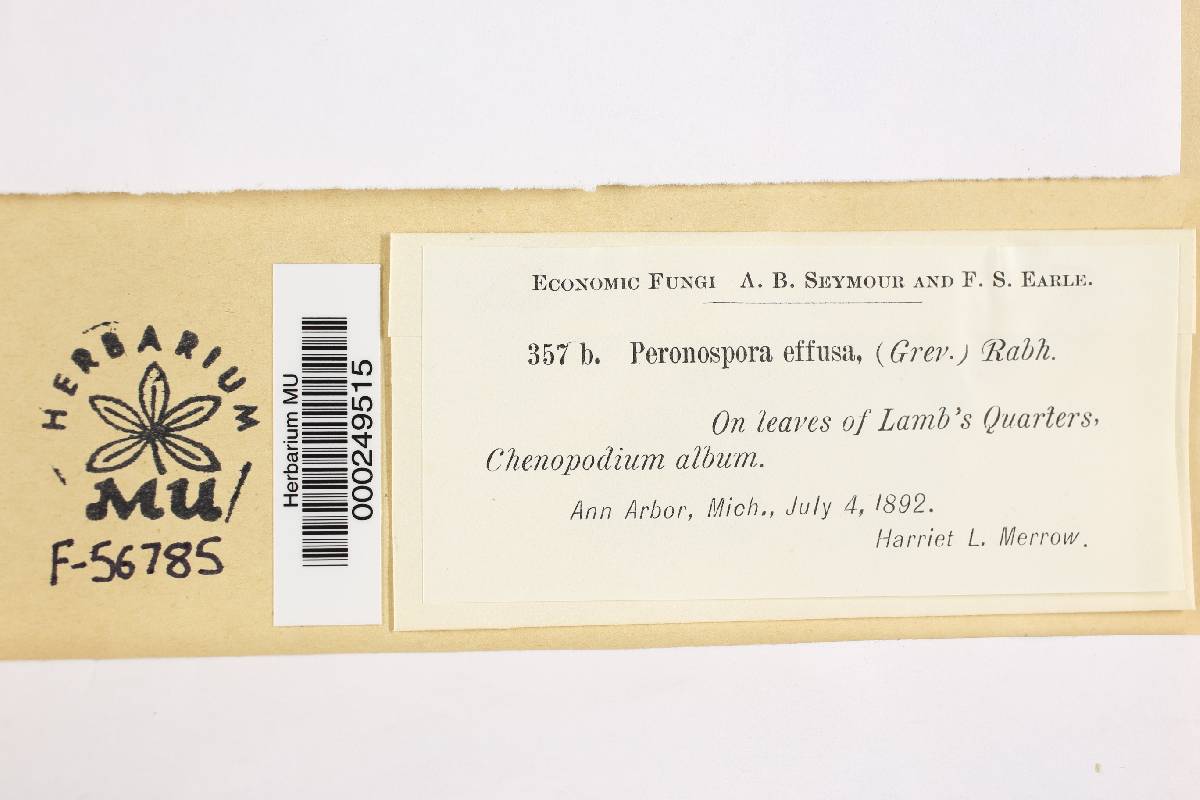 HERBARIUM
MU
F-56785
Herbarium MU
000249515
ECONOMIC FUNGI A. B. SEYMOUR AND F. S. EARLE.
357 b. Peronospora effusa, (Grev.) Rabh.
On leaves of Lamb's Quarters,
Chenopodium album.
Ann Arbor, Mich., July 4, 1892.
Harriet L. Merrow.